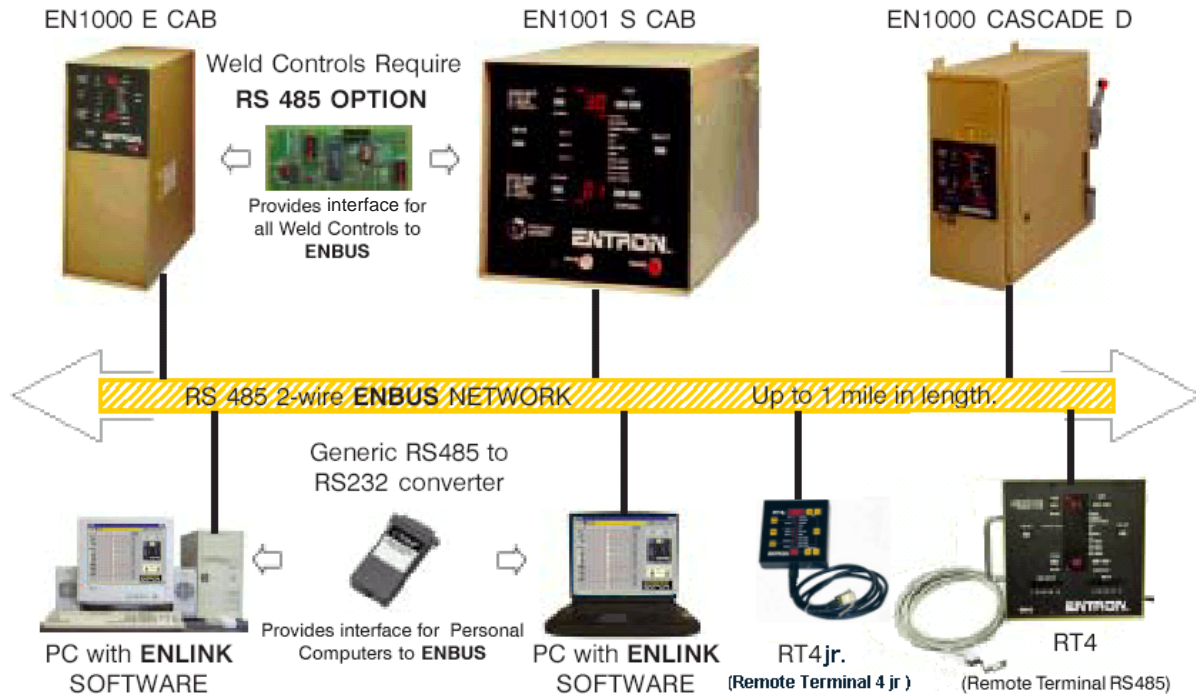 EN1000 E CAB
EN1001 S CAB
EN1000 CASCADE D
Weld Controls Require
RS 485 OPTION
Provides interface for
all Weld Controls to
ENBUS
ENTRON
ENTRON
RS 485 2-wire ENBUS NETWORK
Up to 1 mile in length.
Generic RS485 to
RS232 converter
Provides interface for Personal
Computers to ENBUS
PC with ENLINK
SOFTWARE
PC with ENLINK
SOFTWARE
RT4
ENTRON
RT4jr.
(Remote Terminal 4 jr )
ENTRON
RT4
(Remote Terminal RS485)